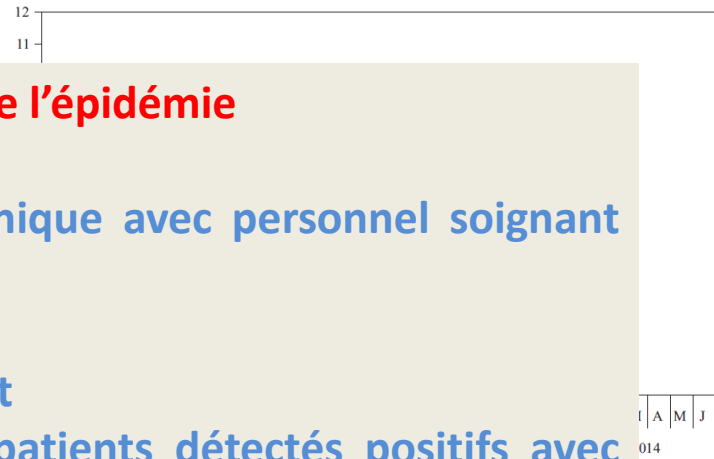 12
11
e l'épidémie
nique avec personnel soignant
t
A M J
patients détectés positifs avec
014